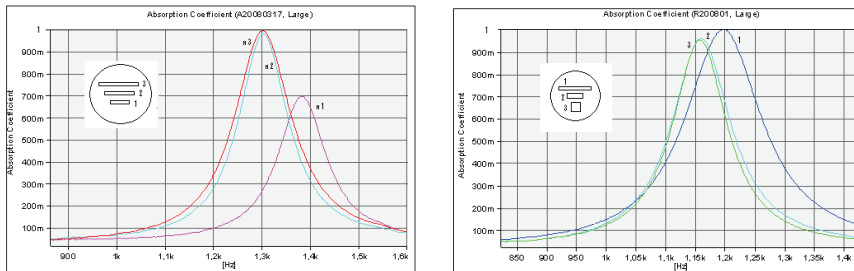 Absorption Coefficient (A20080317, Large)
Absorption Coefficient
1
900m
800m
700m
600m
500m
400m
300m
200m
100m
900
1k
1,1k
1,2k
1,3k
1,4k
1,5k
1,6k
[Hz]
н3
н2
н1
3
2
1
Absorption Coefficient (R200801, Large)
Absorption Coefficient
1
900m
800m
700m
600m
500m
400m
300m
200m
100m
850
900
950
1k
1,05k
1,1k
1,15k
1,2k
1,25k
1,3k
1,35k
1,4k
[Hz]
3
2
1
1
2
3